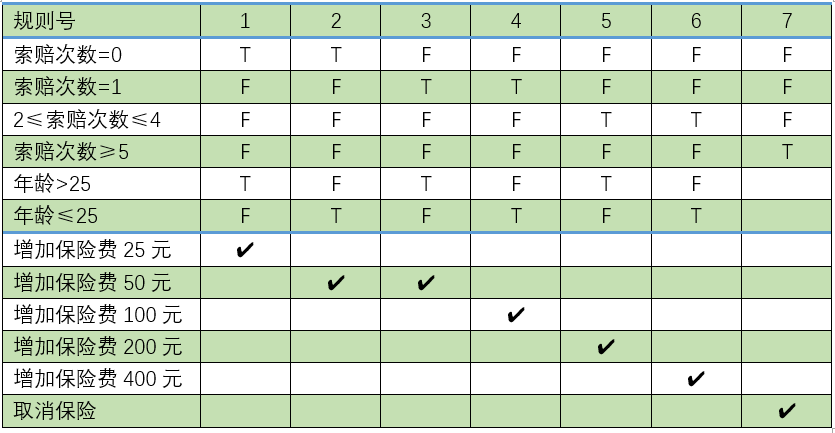 规则号 1 2 3 4 5 6 7
索赔次数=0 T T F F F F F
索赔次数=1 F F T T F F F
2≤索赔次数≤4 F F F F T T F
索赔次数≥5 F F F F F F T
年龄>25 T F T F T F
年龄≤25 F T F T F T
增加保险费 25 元 ✔
增加保险费 50 元 ✔ ✔
增加保险费 100 元 ✔
增加保险费 200 元 ✔
增加保险费 400 元 ✔
取消保险 ✔